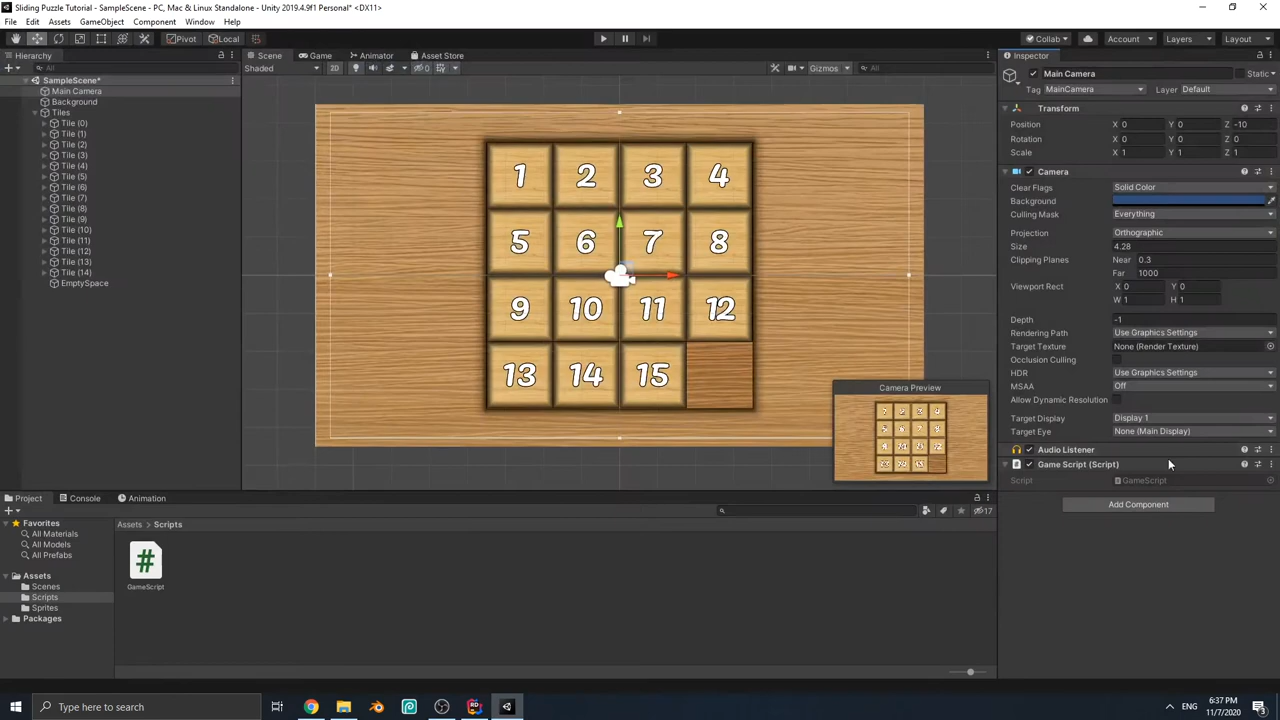 Sliding Puzzle Tutorial - SampleScene - PC, Mac & Linux Standalone - Unity 2019.4.9f1 Personal* <DX11>
File Edit Assets GameObject Component Window Help
Pivot Local Collab Account Layers Layout
Hierarchy
All
SampleScene*
Main Camera
Background
Tiles
Tile (0)
Tile (1)
Tile (2)
Tile (3)
Tile (4)
Tile (5)
Tile (6)
Tile (7)
Tile (8)
Tile (9)
Tile (10)
Tile (11)
Tile (12)
Tile (13)
Tile (14)
EmptySpace
Scene Game Animator Asset Store
Shaded 2D 0 Gizmos All
1 2 3 4
5 6 7 8
9 10 11 12
13 14 15
Camera Preview
1 2 3 4
Inspector
Main Camera Static
Tag MainCamera Layer Default
Transform
Position X 0 Y 0 Z -10
Rotation X 0 Y 0 Z 0
Scale X 1 Y 1 Z 1
Camera
Clear Flags Solid Color
Background
Culling Mask Everything
Projection Orthographic
Size 4.28
Clipping Planes Near 0.3
Far 1000
Viewport Rect X 0 Y 0
W 1 H 1
Depth -1
Rendering Path Use Graphics Settings
Target Texture None (Render Texture)
Occlusion Culling
HDR Use Graphics Settings
MSAA Off
Allow Dynamic Resolution
Target Display Display 1
Target Eye None (Main Display)
Audio Listener
Game Script (Script)
Script GameScript
Add Component
Project Console Animation
17
Favorites
All Materials
All Models
All Prefabs
Assets
Scenes
Scripts
Sprites
Packages
Assets > Scripts
#
GameScript
Type here to search
RD
ENG
6:37 PM
11/7/2020
3